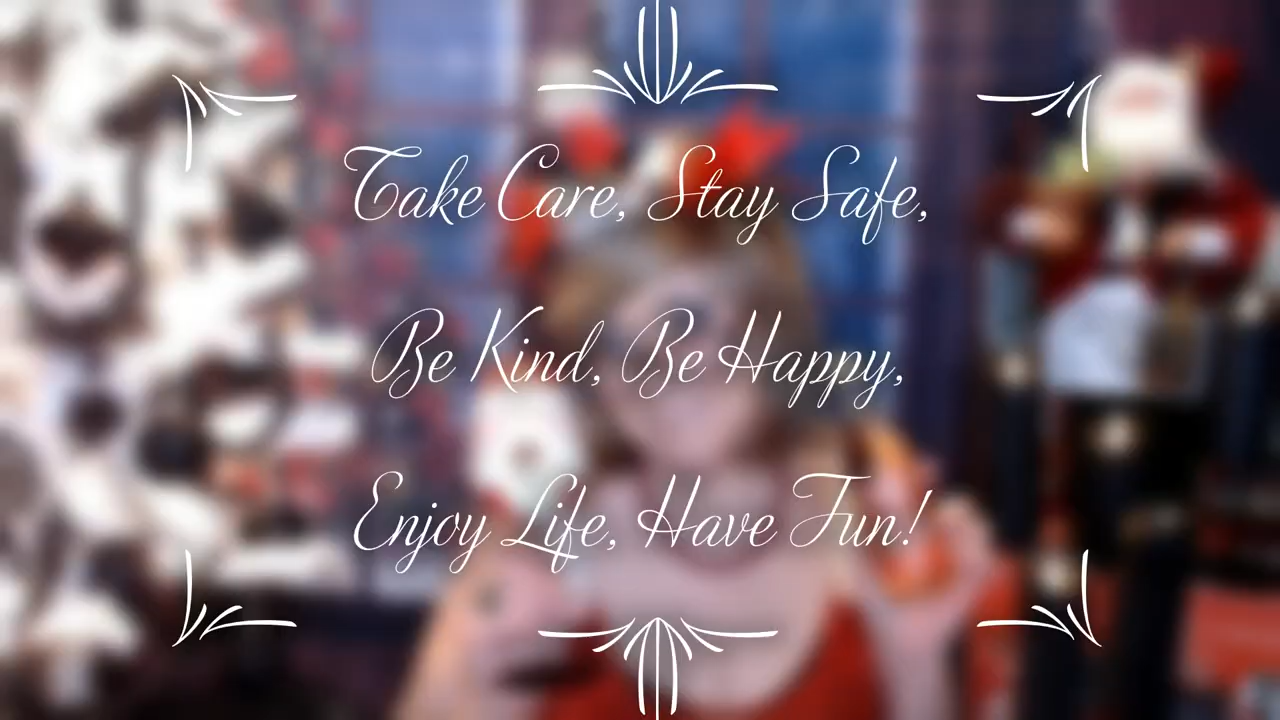 Take Care, Stay Safe,
Be Kind, Be Happy,
Enjoy Life, Have Fun!